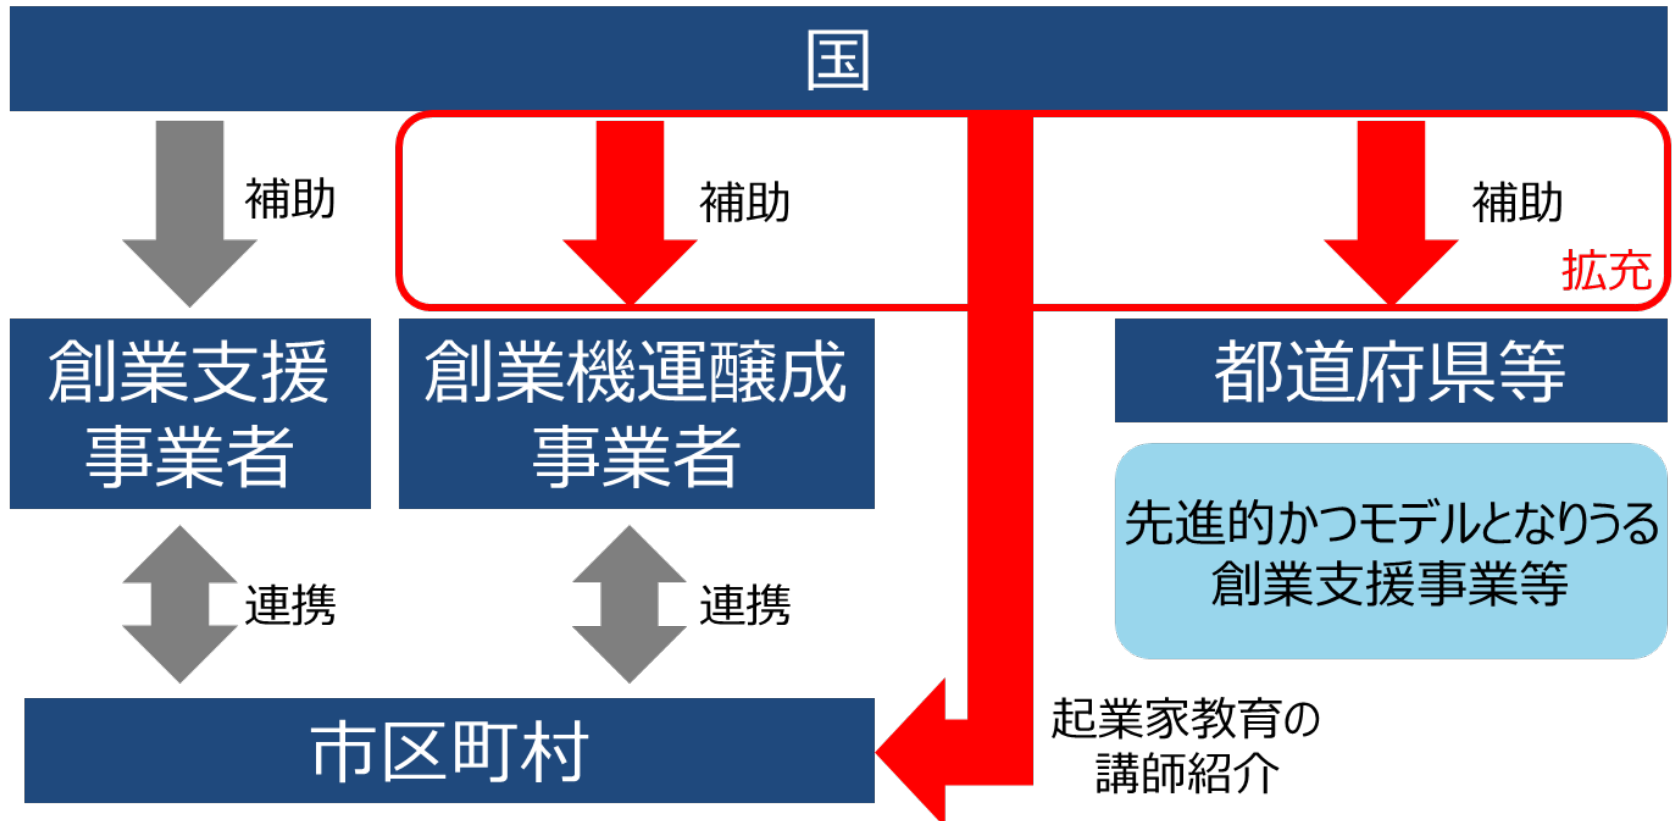 国
補助
補助
補助
拡充
創業支援
事業者
創業機運醸成
事業者
都道府県等
先進的かつモデルとなりうる
創業支援事業等
連携
連携
市区町村
起業家教育の
講師紹介